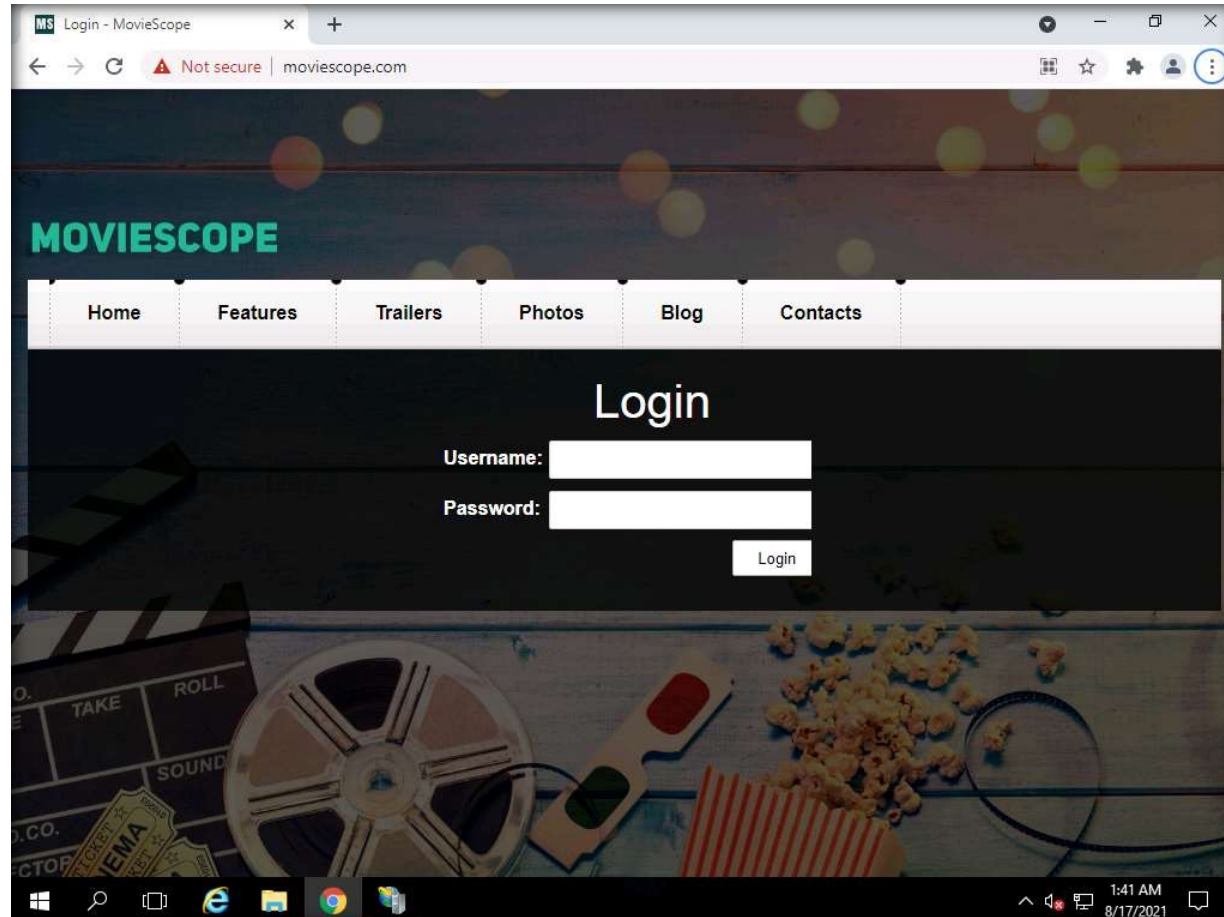 MS Login - MovieScope
Not secure | moviescope.com
MOVIESCOPE
Home Features Trailers Photos Blog Contacts
Login
Username:
Password:
Login
TAKE ROLL
SOUND
TICKET
1:41 AM
8/17/2021